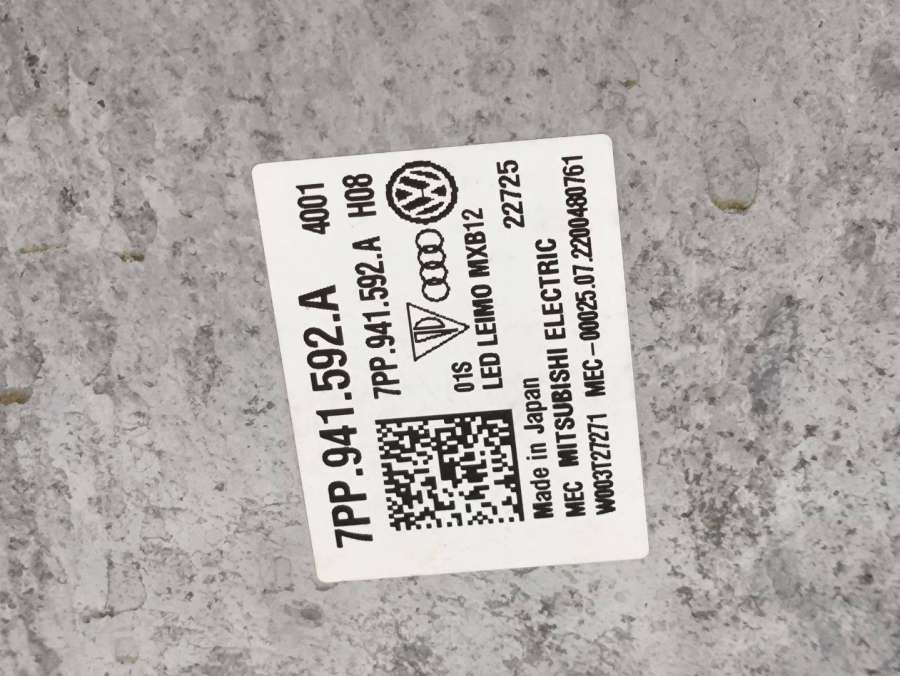 7PP.941.592.A 4001
7PP.941.592.A H08
01S
LED LEIMO MXB12
22725
Made in Japan
MEC MITSUBISHI ELECTRIC
W003T27271 MEC-00025.07.2200480761